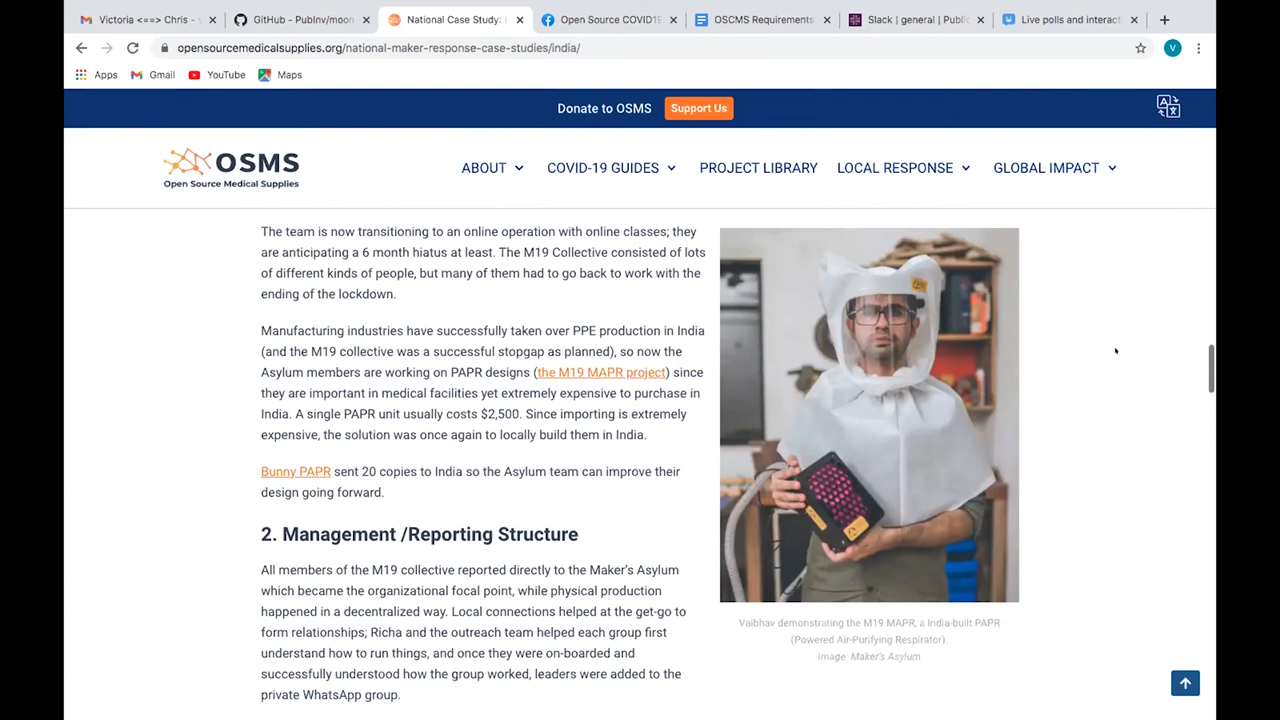 Victoria <==> Chris - v
GitHub - PubInv/moon
National Case Study: I
Open Source COVID19
OSCMS Requirements
Slack | general | Public
Live polls and interact
opensourcemedicalsupplies.org/national-maker-response-case-studies/india/
V
Apps
Gmail
YouTube
Maps
Donate to OSMS
Support Us
OSMS
Open Source Medical Supplies
ABOUT
COVID-19 GUIDES
PROJECT LIBRARY
LOCAL RESPONSE
GLOBAL IMPACT
The team is now transitioning to an online operation with online classes; they
are anticipating a 6 month hiatus at least. The M19 Collective consisted of lots
of different kinds of people, but many of them had to go back to work with the
ending of the lockdown.
Manufacturing industries have successfully taken over PPE production in India
(and the M19 collective was a successful stopgap as planned), so now the
Asylum members are working on PAPR designs (the M19 MAPR project) since
they are important in medical facilities yet extremely expensive to purchase in
India. A single PAPR unit usually costs $2,500. Since importing is extremely
expensive, the solution was once again to locally build them in India.
Bunny PAPR sent 20 copies to India so the Asylum team can improve their
design going forward.
2. Management /Reporting Structure
All members of the M19 collective reported directly to the Maker's Asylum
which became the organizational focal point, while physical production
happened in a decentralized way. Local connections helped at the get-go to
form relationships; Richa and the outreach team helped each group first
understand how to run things, and once they were on-boarded and
successfully understood how the group worked, leaders were added to the
private WhatsApp group.
Vaibhav demonstrating the M19 MAPR, a India-built PAPR
(Powered Air-Purifying Respirator).
Image: Maker's Asylum